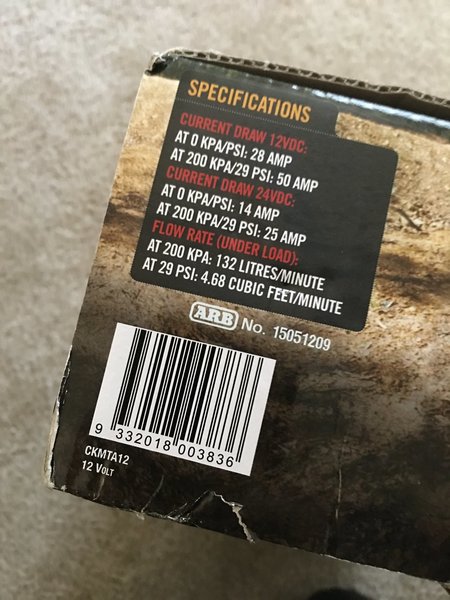 SPECIFICATIONS
CURRENT DRAW 12VDC:
AT 0 KPA/PSI: 28 AMP
AT 200 KPA/29 PSI: 50 AMP
CURRENT DRAW 24VDC:
AT 0 KPA/PSI: 14 AMP
AT 200 KPA/29 PSI: 25 AMP
FLOW RATE (UNDER LOAD):
AT 200 KPA: 132 LITRES/MINUTE
AT 29 PSI: 4.68 CUBIC FEET/MINUTE
ARB No. 15051209
9 332018 003836
CKMTA12
12 VOLT